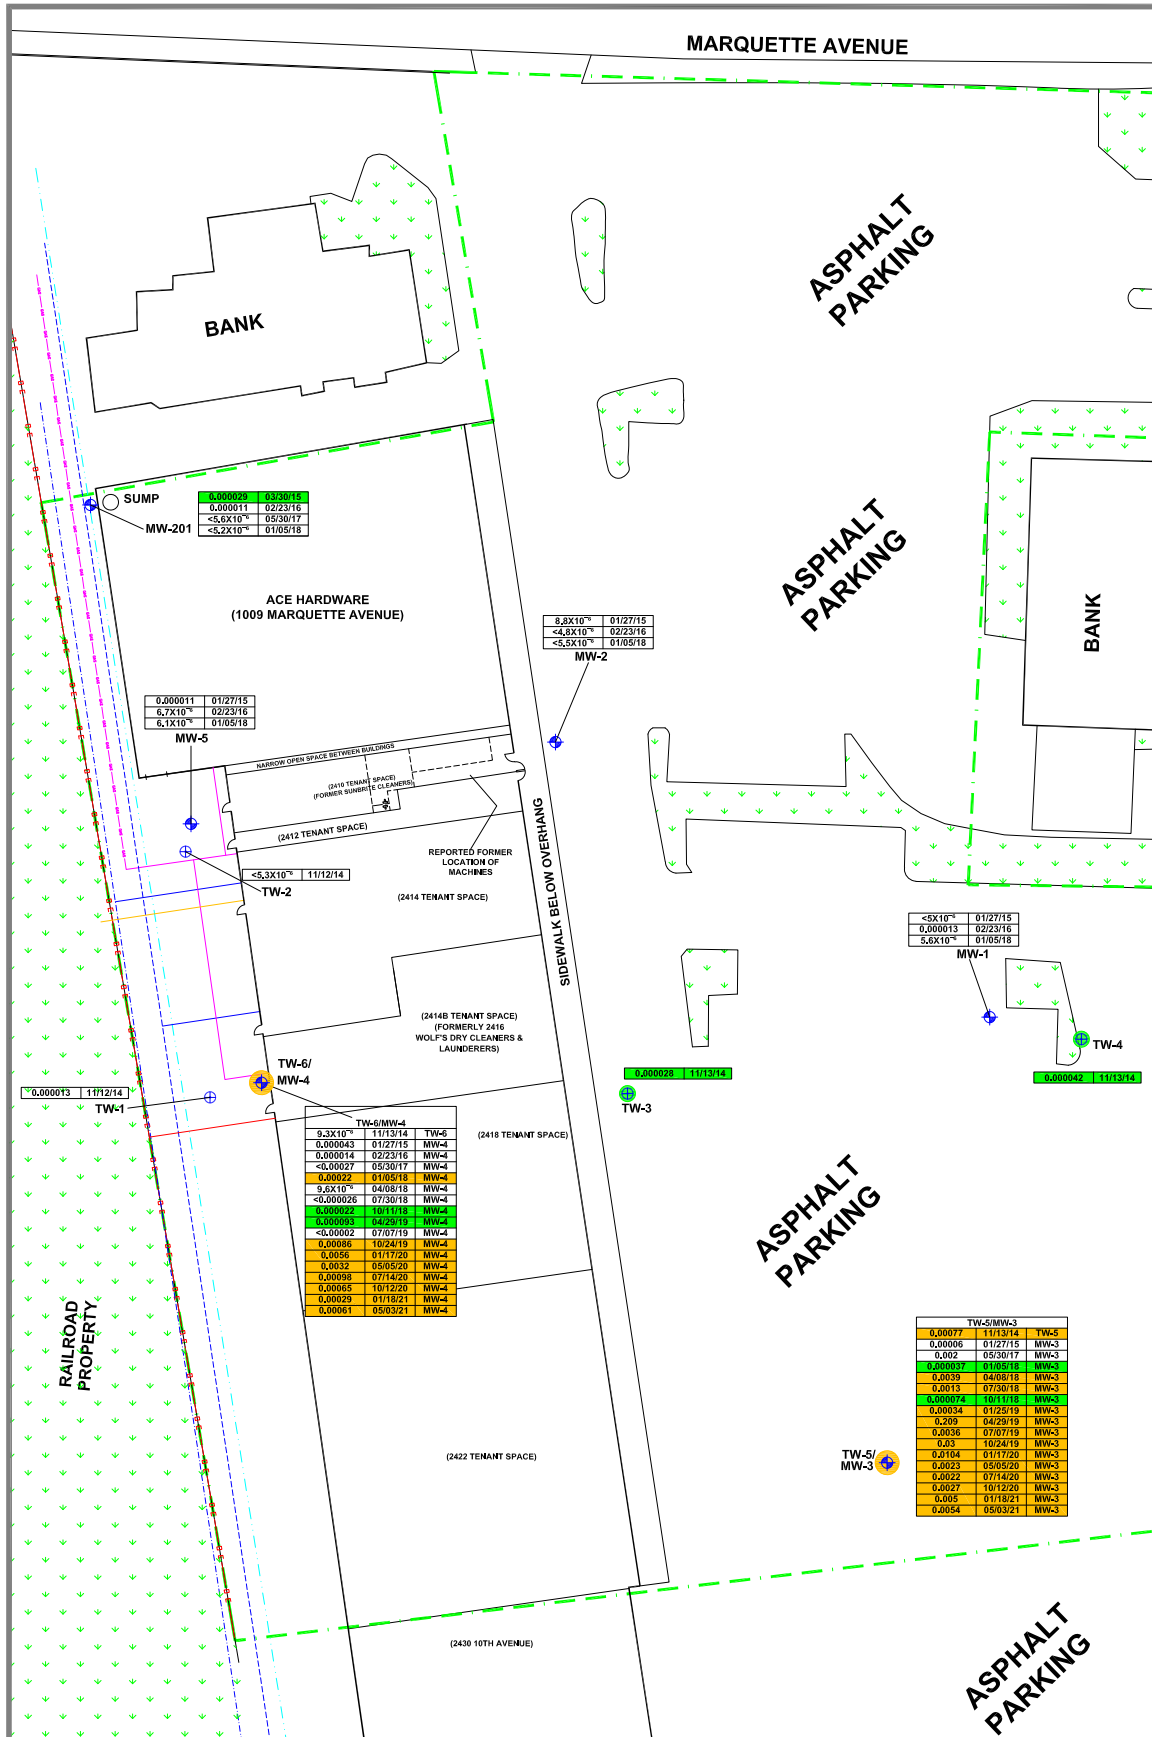 MARQUETTE AVENUE
ASPHALT
PARKING
BANK
SUMP
MW-201
0.000029 03/30/15
0.000011 02/23/16
<5.6X10⁻⁶ 05/30/17
<5.2X10⁻⁶ 01/05/18
ASPHALT
PARKING
BANK
ACE HARDWARE
(1009 MARQUETTE AVENUE)
8.8X10⁻⁶ 01/27/15
<4.8X10⁻⁶ 02/23/16
<5.5X10⁻⁶ 01/05/18
MW-2
0.000011 01/27/15
6.7X10⁻⁶ 02/23/16
6.1X10⁻⁶ 01/05/18
MW-5
NARROW OPEN SPACE BETWEEN BUILDINGS
(2410 TENANT SPACE)
(FORMER SUNBRITE CLEANERS)
(2412 TENANT SPACE)
REPORTED FORMER
LOCATION OF
MACHINES
SIDEWALK BELOW OVERHANG
<5.3X10⁻⁶ 11/12/14
TW-2
(2414 TENANT SPACE)
<5X10⁻⁶ 01/27/15
0.000013 02/23/16
5.6X10⁻⁶ 01/05/18
MW-1
(2414B TENANT SPACE)
(FORMERLY 2416
WOLF'S DRY CLEANERS &
LAUNDERERS)
TW-4
0.000042 11/13/14
0.000028 11/13/14
TW-3
TW-6/
MW-4
0.000013 11/12/14
TW-1
TW-6/MW-4
9.3X10⁻⁶ 11/13/14 TW-6
0.000043 01/27/15 MW-4
0.000014 02/23/16 MW-4
<0.00027 05/30/17 MW-4
0.00022 01/05/18 MW-4
9.6X10⁻⁶ 04/08/18 MW-4
<0.000026 07/30/18 MW-4
0.000022 10/11/18 MW-4
0.000093 04/29/19 MW-4
<0.00002 07/07/19 MW-4
0.00086 10/24/19 MW-4
0.0056 01/17/20 MW-4
0.0032 05/05/20 MW-4
0.00098 07/14/20 MW-4
0.00065 10/12/20 MW-4
0.00029 01/18/21 MW-4
0.00061 05/03/21 MW-4
(2418 TENANT SPACE)
ASPHALT
PARKING
RAILROAD
PROPERTY
TW-5/MW-3
0.00077 11/13/14 TW-5
0.00006 01/27/15 MW-3
0.002 05/30/17 MW-3
0.000037 01/05/18 MW-3
0.0039 04/08/18 MW-3
0.0013 07/30/18 MW-3
0.000074 10/11/18 MW-3
0.00034 01/25/19 MW-3
0.209 04/29/19 MW-3
0.0036 07/07/19 MW-3
0.03 10/24/19 MW-3
0.0104 01/17/20 MW-3
0.0023 05/05/20 MW-3
0.0022 07/14/20 MW-3
0.0027 10/12/20 MW-3
0.005 01/18/21 MW-3
0.0054 05/03/21 MW-3
TW-5/
MW-3
(2422 TENANT SPACE)
(2430 10TH AVENUE)
ASPHALT
PARKING